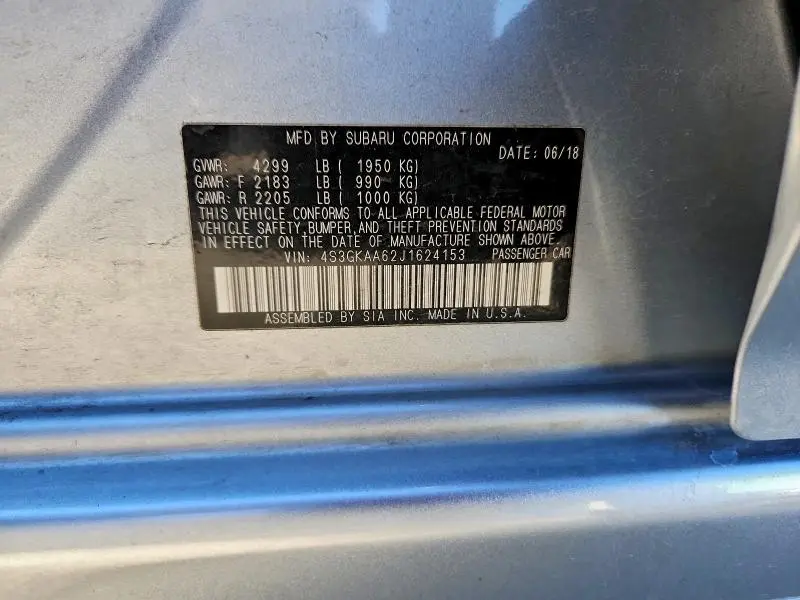 MFD BY SUBARU CORPORATION
DATE: 06/18
GVWR: 4299 LB ( 1950 KG)
GAWR: F 2183 LB ( 990 KG)
GAWR: R 2205 LB ( 1000 KG)
THIS VEHICLE CONFORMS TO ALL APPLICABLE FEDERAL MOTOR
VEHICLE SAFETY,BUMPER,AND THEFT PREVENTION STANDARDS
IN EFFECT ON THE DATE OF MANUFACTURE SHOWN ABOVE.
VIN: 4S3GKAA62J1624153 PASSENGER CAR
ASSEMBLED BY SIA INC. MADE IN U.S.A.